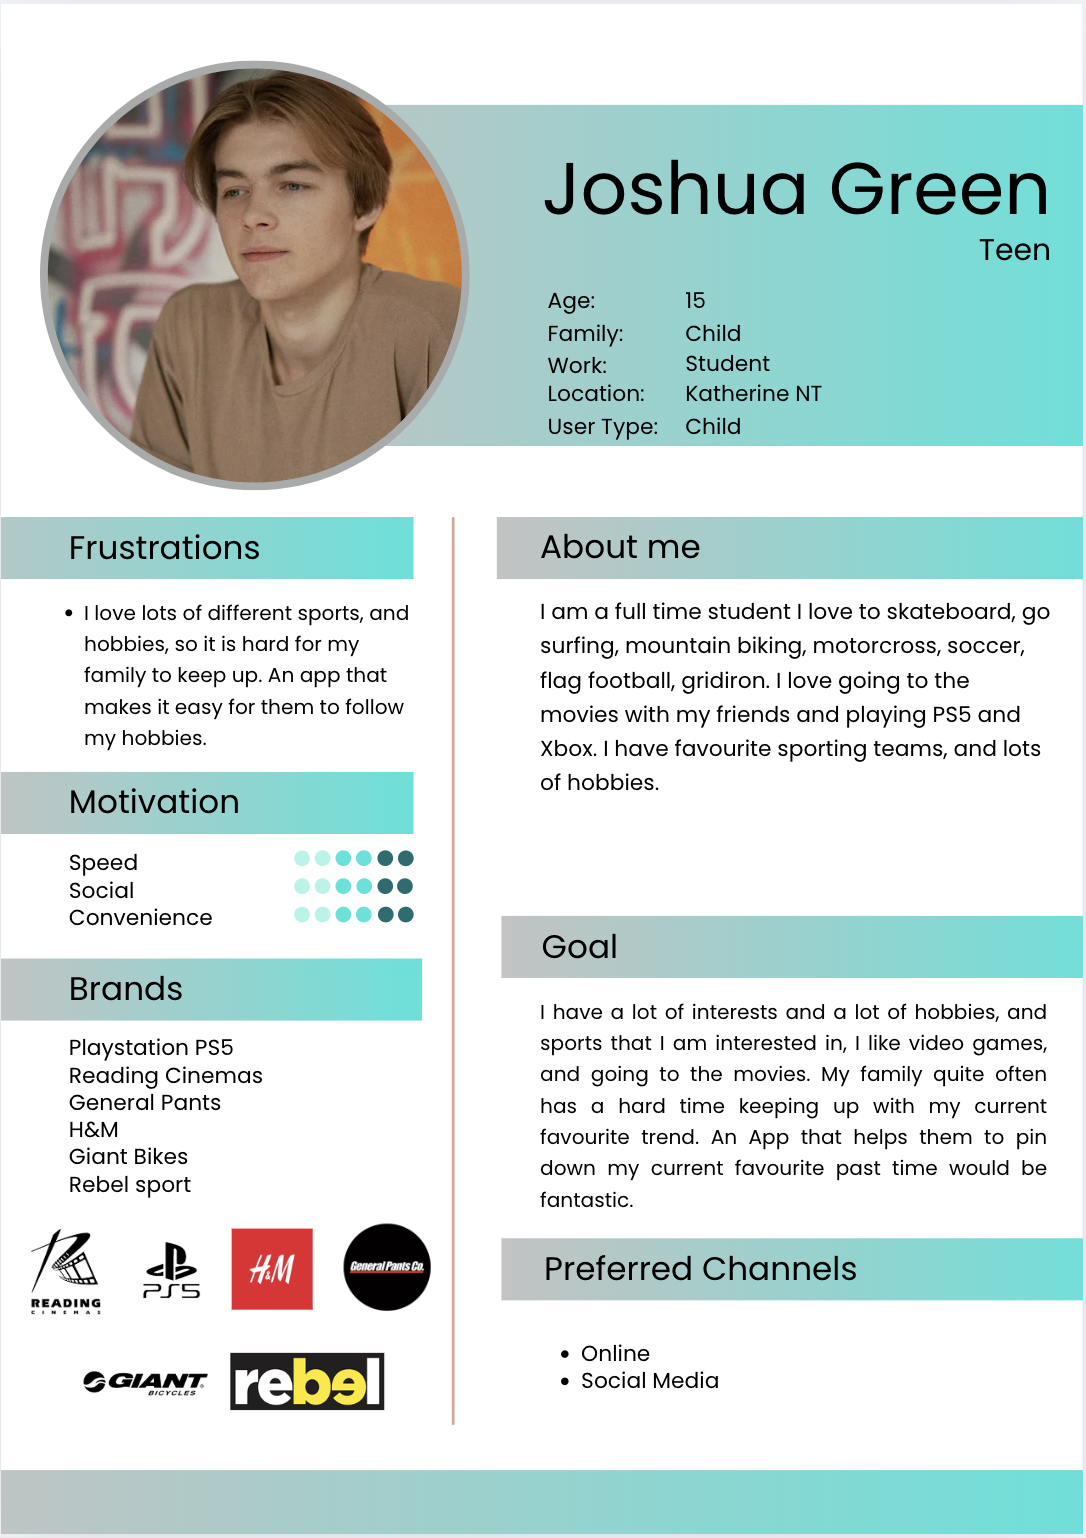 Joshua Green
Teen
Age: 15
Family: Child
Work: Student
Location: Katherine NT
User Type: Child
Frustrations
• I love lots of different sports, and
hobbies, so it is hard for my
family to keep up. An app that
makes it easy for them to follow
my hobbies.
Motivation
Speed
Social
Convenience
Brands
Playstation PS5
Reading Cinemas
General Pants
H&M
Giant Bikes
Rebel sport
READING
CINEMAS
PS5
H&M
General Pants Co.
GIANT
BICYCLES
rebel
About me
I am a full time student I love to skateboard, go
surfing, mountain biking, motorcross, soccer,
flag football, gridiron. I love going to the
movies with my friends and playing PS5 and
Xbox. I have favourite sporting teams, and lots
of hobbies.
Goal
I have a lot of interests and a lot of hobbies, and
sports that I am interested in, I like video games,
and going to the movies. My family quite often
has a hard time keeping up with my current
favourite trend. An App that helps them to pin
down my current favourite past time would be
fantastic.
Preferred Channels
• Online
• Social Media